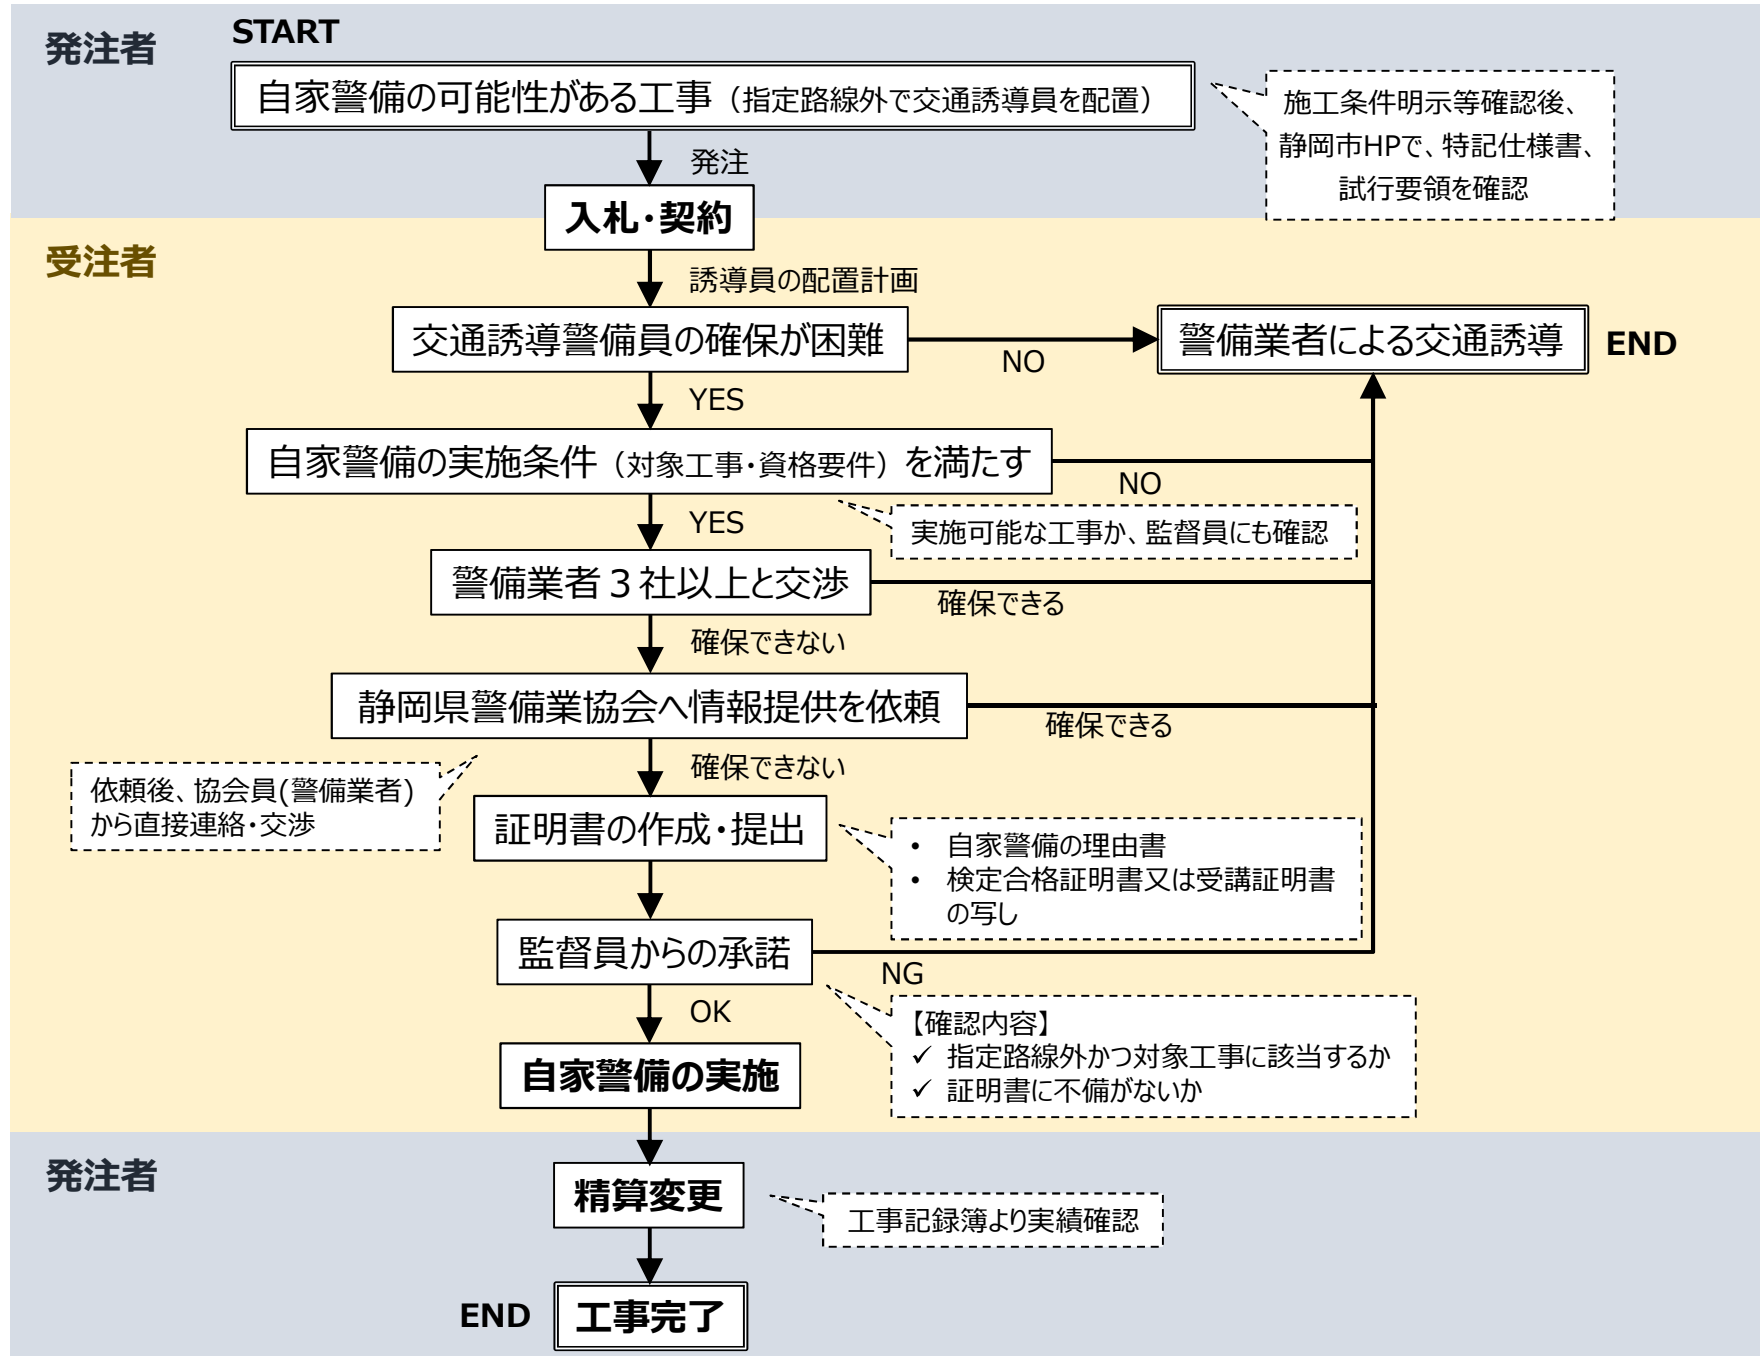 発注者
START
自家警備の可能性がある工事（指定路線外で交通誘導員を配置）
施工条件明示等確認後、
静岡市HPで、特記仕様書、
試行要領を確認
発注
入札・契約
受注者
誘導員の配置計画
交通誘導警備員の確保が困難
NO
警備業者による交通誘導
END
YES
自家警備の実施条件（対象工事・資格要件）を満たす
NO
実施可能な工事か、監督員にも確認
YES
警備業者３社以上と交渉
確保できる
確保できない
静岡県警備業協会へ情報提供を依頼
確保できる
依頼後、協会員(警備業者)
から直接連絡・交渉
確保できない
証明書の作成・提出
• 自家警備の理由書
• 検定合格証明書又は受講証明書
の写し
監督員からの承諾
NG
【確認内容】
✓ 指定路線外かつ対象工事に該当するか
✓ 証明書に不備がないか
OK
自家警備の実施
発注者
精算変更
工事記録簿より実績確認
END
工事完了